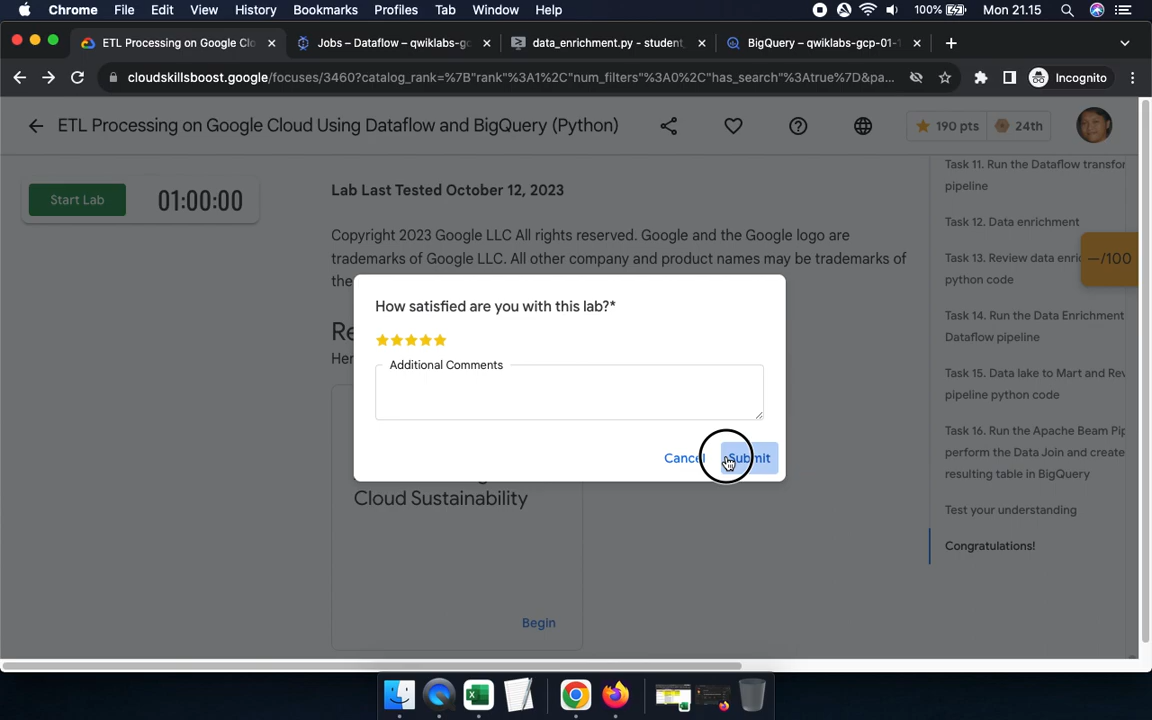 Chrome File Edit View History Bookmarks Profiles Tab Window Help 100% Mon 21.15
ETL Processing on Google Clo Jobs – Dataflow – qwiklabs-gc data_enrichment.py - student_ BigQuery – qwiklabs-gcp-01-1
cloudskillsboost.google/focuses/3460?catalog_rank=%7B"rank"%3A1%2C"num_filters"%3A0%2C"has_search"%3Atrue%7D&pa... Incognito
ETL Processing on Google Cloud Using Dataflow and BigQuery (Python) 190 pts 24th
Start Lab 01:00:00
Lab Last Tested October 12, 2023
Copyright 2023 Google LLC All rights reserved. Google and the Google logo are
trademarks of Google LLC. All other company and product names may be trademarks of
the
Re
Her
How satisfied are you with this lab?*
Additional Comments
Cancel Submit
Cloud Sustainability
Begin
Task 11. Run the Dataflow transfor
pipeline
Task 12. Data enrichment
Task 13. Review data enric
python code
—/100
Task 14. Run the Data Enrichment
Dataflow pipeline
Task 15. Data lake to Mart and Rev
pipeline python code
Task 16. Run the Apache Beam Pip
perform the Data Join and create
resulting table in BigQuery
Test your understanding
Congratulations!